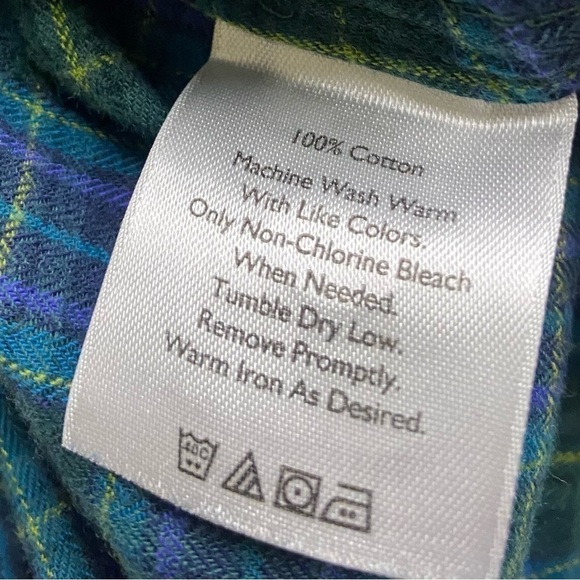 100% Cotton
Machine Wash Warm
With Like Colors.
Only Non-Chlorine Bleach
When Needed.
Tumble Dry Low.
Remove Promptly.
Warm Iron As Desired.
40C